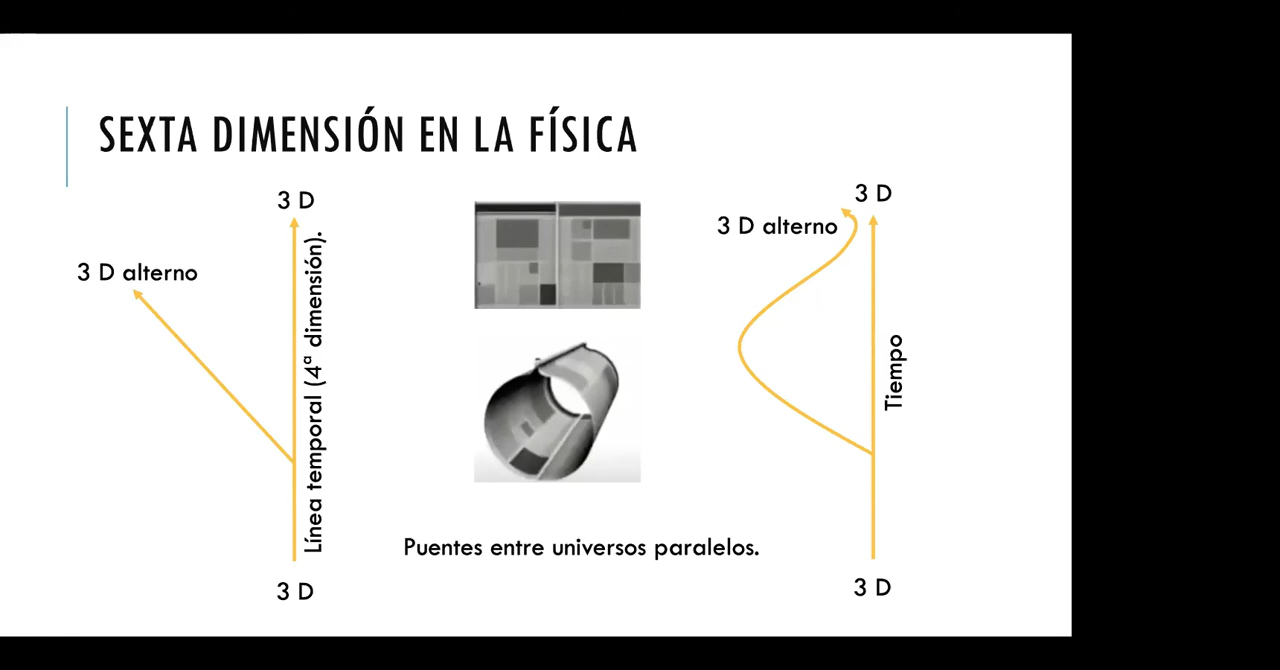 SEXTA DIMENSIÓN EN LA FÍSICA
3 D
3 D alterno
Línea temporal (4ª dimensión).
3 D
Puentes entre universos paralelos.
3 D
3 D alterno
Tiempo
3 D